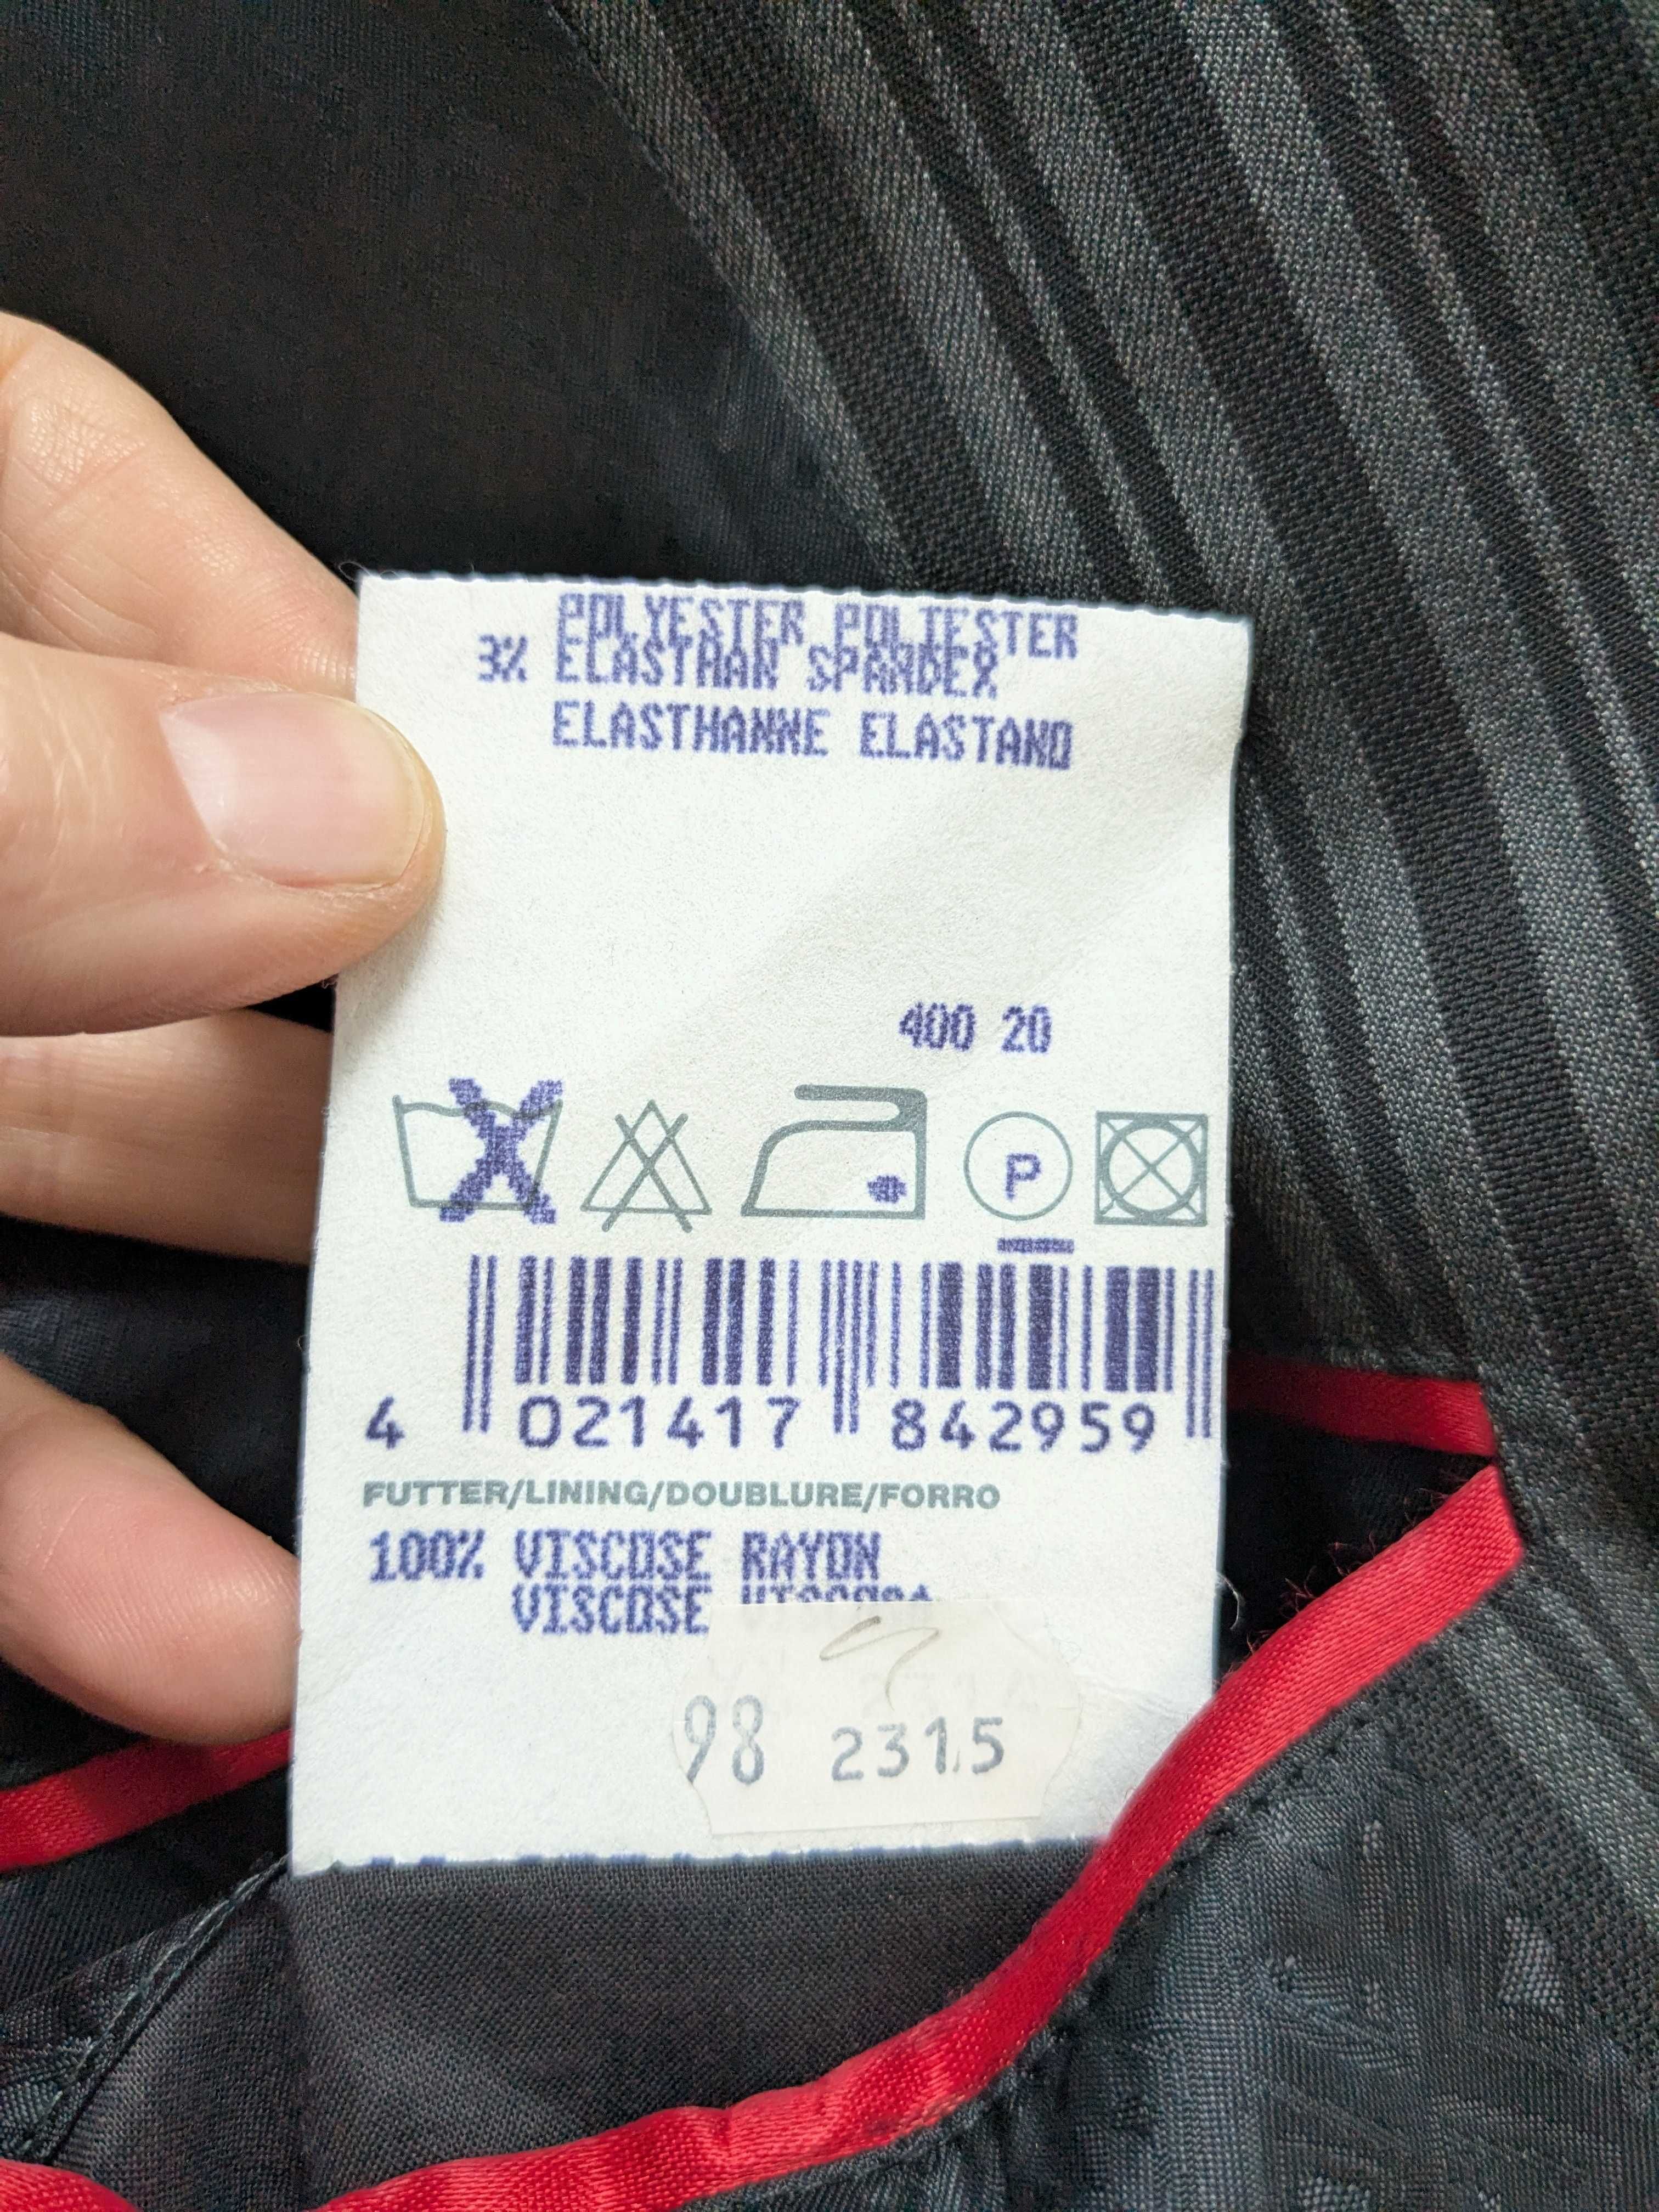 POLYESTER POLIESTER
3% ELASTHAN SPANDEX
ELASTHANNE ELASTANO
400 20
P
4 021417 842959
FUTTER/LINING/DOUBLURE/FORRO
100% VISCOSE RAYON
VISCOSE VISCOSA
98 231.5